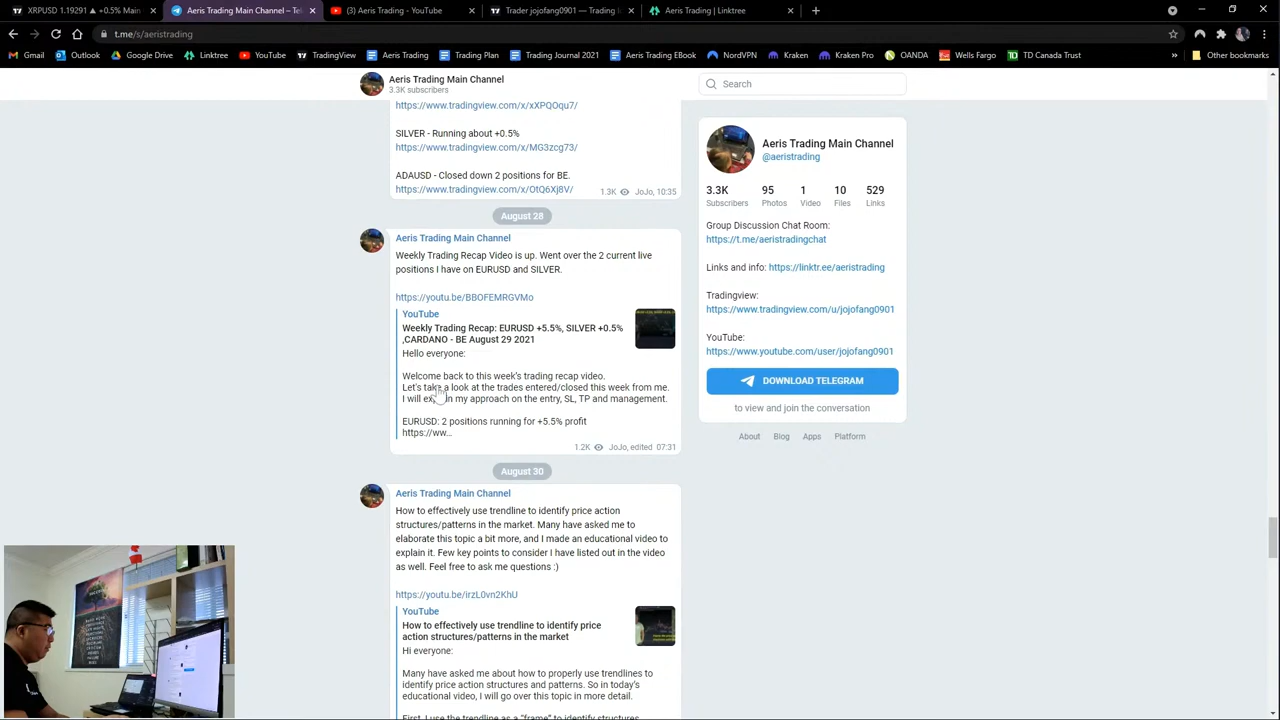 XRPUSD 1.19291 ▲ +0.5% Main
Aeris Trading Main Channel – Tel
(3) Aeris Trading - YouTube
Trader jojofang0901 — Trading I
Aeris Trading | Linktree
t.me/s/aeristrading
Gmail
Outlook
Google Drive
Linktree
YouTube
TradingView
Aeris Trading
Trading Plan
Trading Journal 2021
Aeris Trading EBook
NordVPN
Kraken
Kraken Pro
OANDA
Wells Fargo
TD Canada Trust
Other bookmarks
Aeris Trading Main Channel
3.3K subscribers
https://www.tradingview.com/x/xXPQOqu7/
SILVER - Running about +0.5%
https://www.tradingview.com/x/MG3zcg73/
ADAUSD - Closed down 2 positions for BE.
https://www.tradingview.com/x/OtQ6Xj8V/
1.3K JoJo, 10:35
August 28
Aeris Trading Main Channel
Weekly Trading Recap Video is up. Went over the 2 current live
positions I have on EURUSD and SILVER.
https://youtu.be/BBOFEMRGVMo
YouTube
Weekly Trading Recap: EURUSD +5.5%, SILVER +0.5%
,CARDANO - BE August 29 2021
Hello everyone:
Welcome back to this week's trading recap video.
Let's take a look at the trades entered/closed this week from me.
I will in my approach on the entry, SL, TP and management.
EURUSD: 2 positions running for +5.5% profit
https://ww...
1.2K JoJo, edited 07:31
August 30
Aeris Trading Main Channel
How to effectively use trendline to identify price action
structures/patterns in the market. Many have asked me to
elaborate this topic a bit more, and I made an educational video to
explain it. Few key points to consider I have listed out in the video
as well. Feel free to ask me questions :)
https://youtu.be/irzL0vn2KhU
YouTube
How to effectively use trendline to identify price
action structures/patterns in the market
Hi everyone:
Many have asked me about how to properly use trendlines to
identify price action structures and patterns. So in today's
educational video, I will go over this topic in more detail.
First, I use the trendline as a "frame" to identify structures
Search
Aeris Trading Main Channel
@aeristrading
3.3K 95 1 10 529
Subscribers Photos Video Files Links
Group Discussion Chat Room:
https://t.me/aeristradingchat
Links and info: https://linktr.ee/aeristrading
Tradingview:
https://www.tradingview.com/u/jojofang0901
YouTube:
https://www.youtube.com/user/jojofang0901
DOWNLOAD TELEGRAM
to view and join the conversation
About Blog Apps Platform